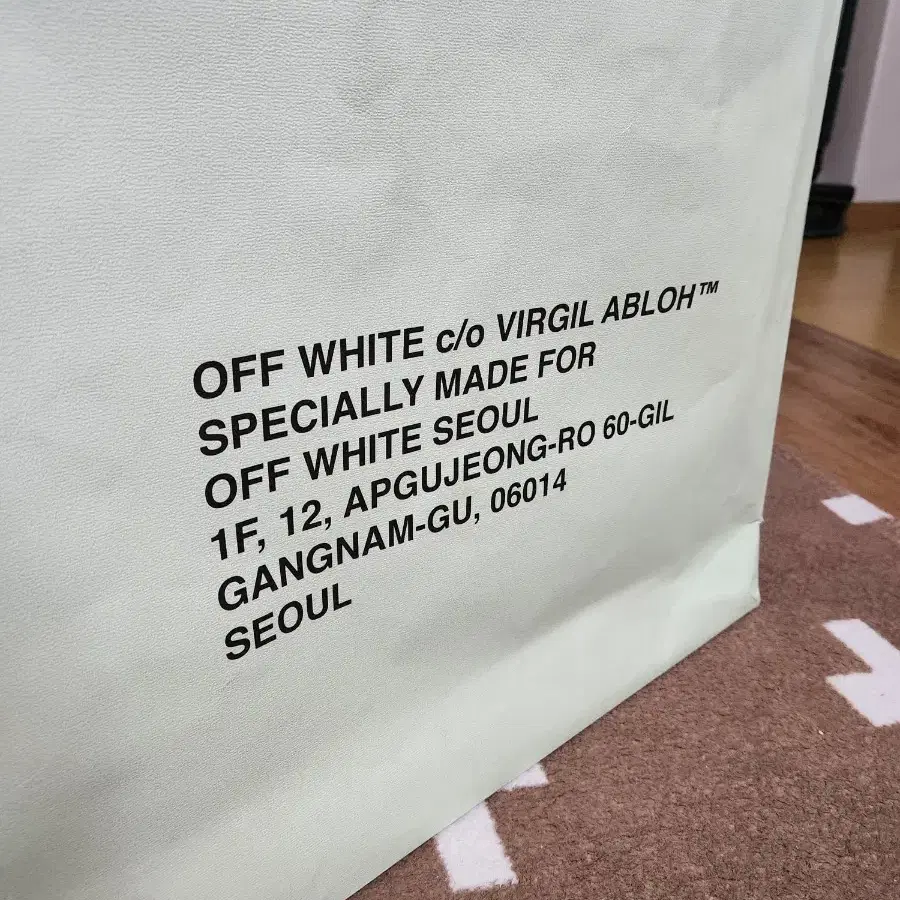 OFF WHITE c/o VIRGIL ABLOH™
SPECIALLY MADE FOR
OFF WHITE SEOUL
1F, 12, APGUJEONG-RO 60-GIL
GANGNAM-GU, 06014
SEOUL